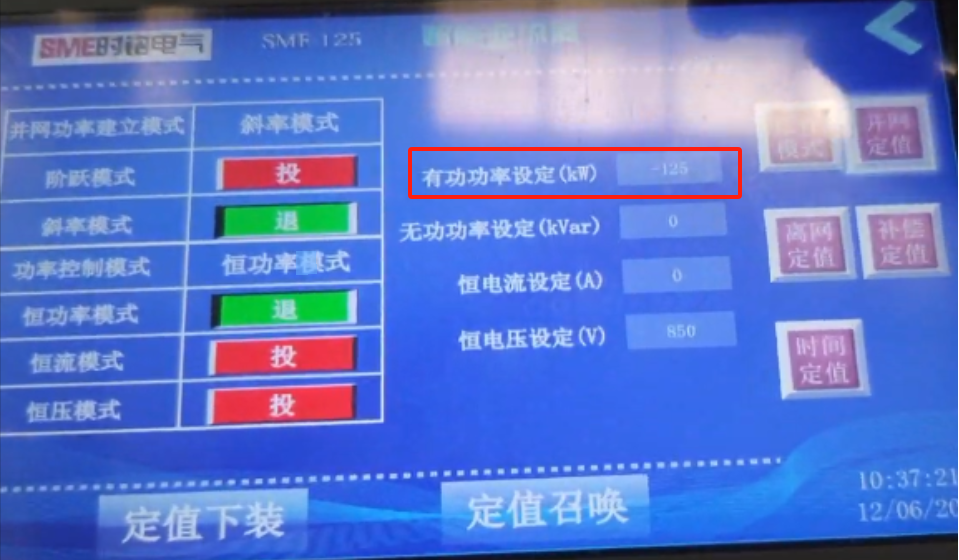 SME时铭电气
SME-125
并网功率建立模式 斜率模式
阶跃模式 投
斜率模式 退
功率控制模式 恒功率模式
恒功率模式 退
恒流模式 投
恒压模式 投
有功功率设定(kW) -125
无功功率设定(kVar) 0
恒电流设定(A) 0
恒电压设定(V) 850
模式
并网
定值
离网
定值
补偿
定值
时间
定值
定值下装
定值召唤
10:37:21
12/06/20